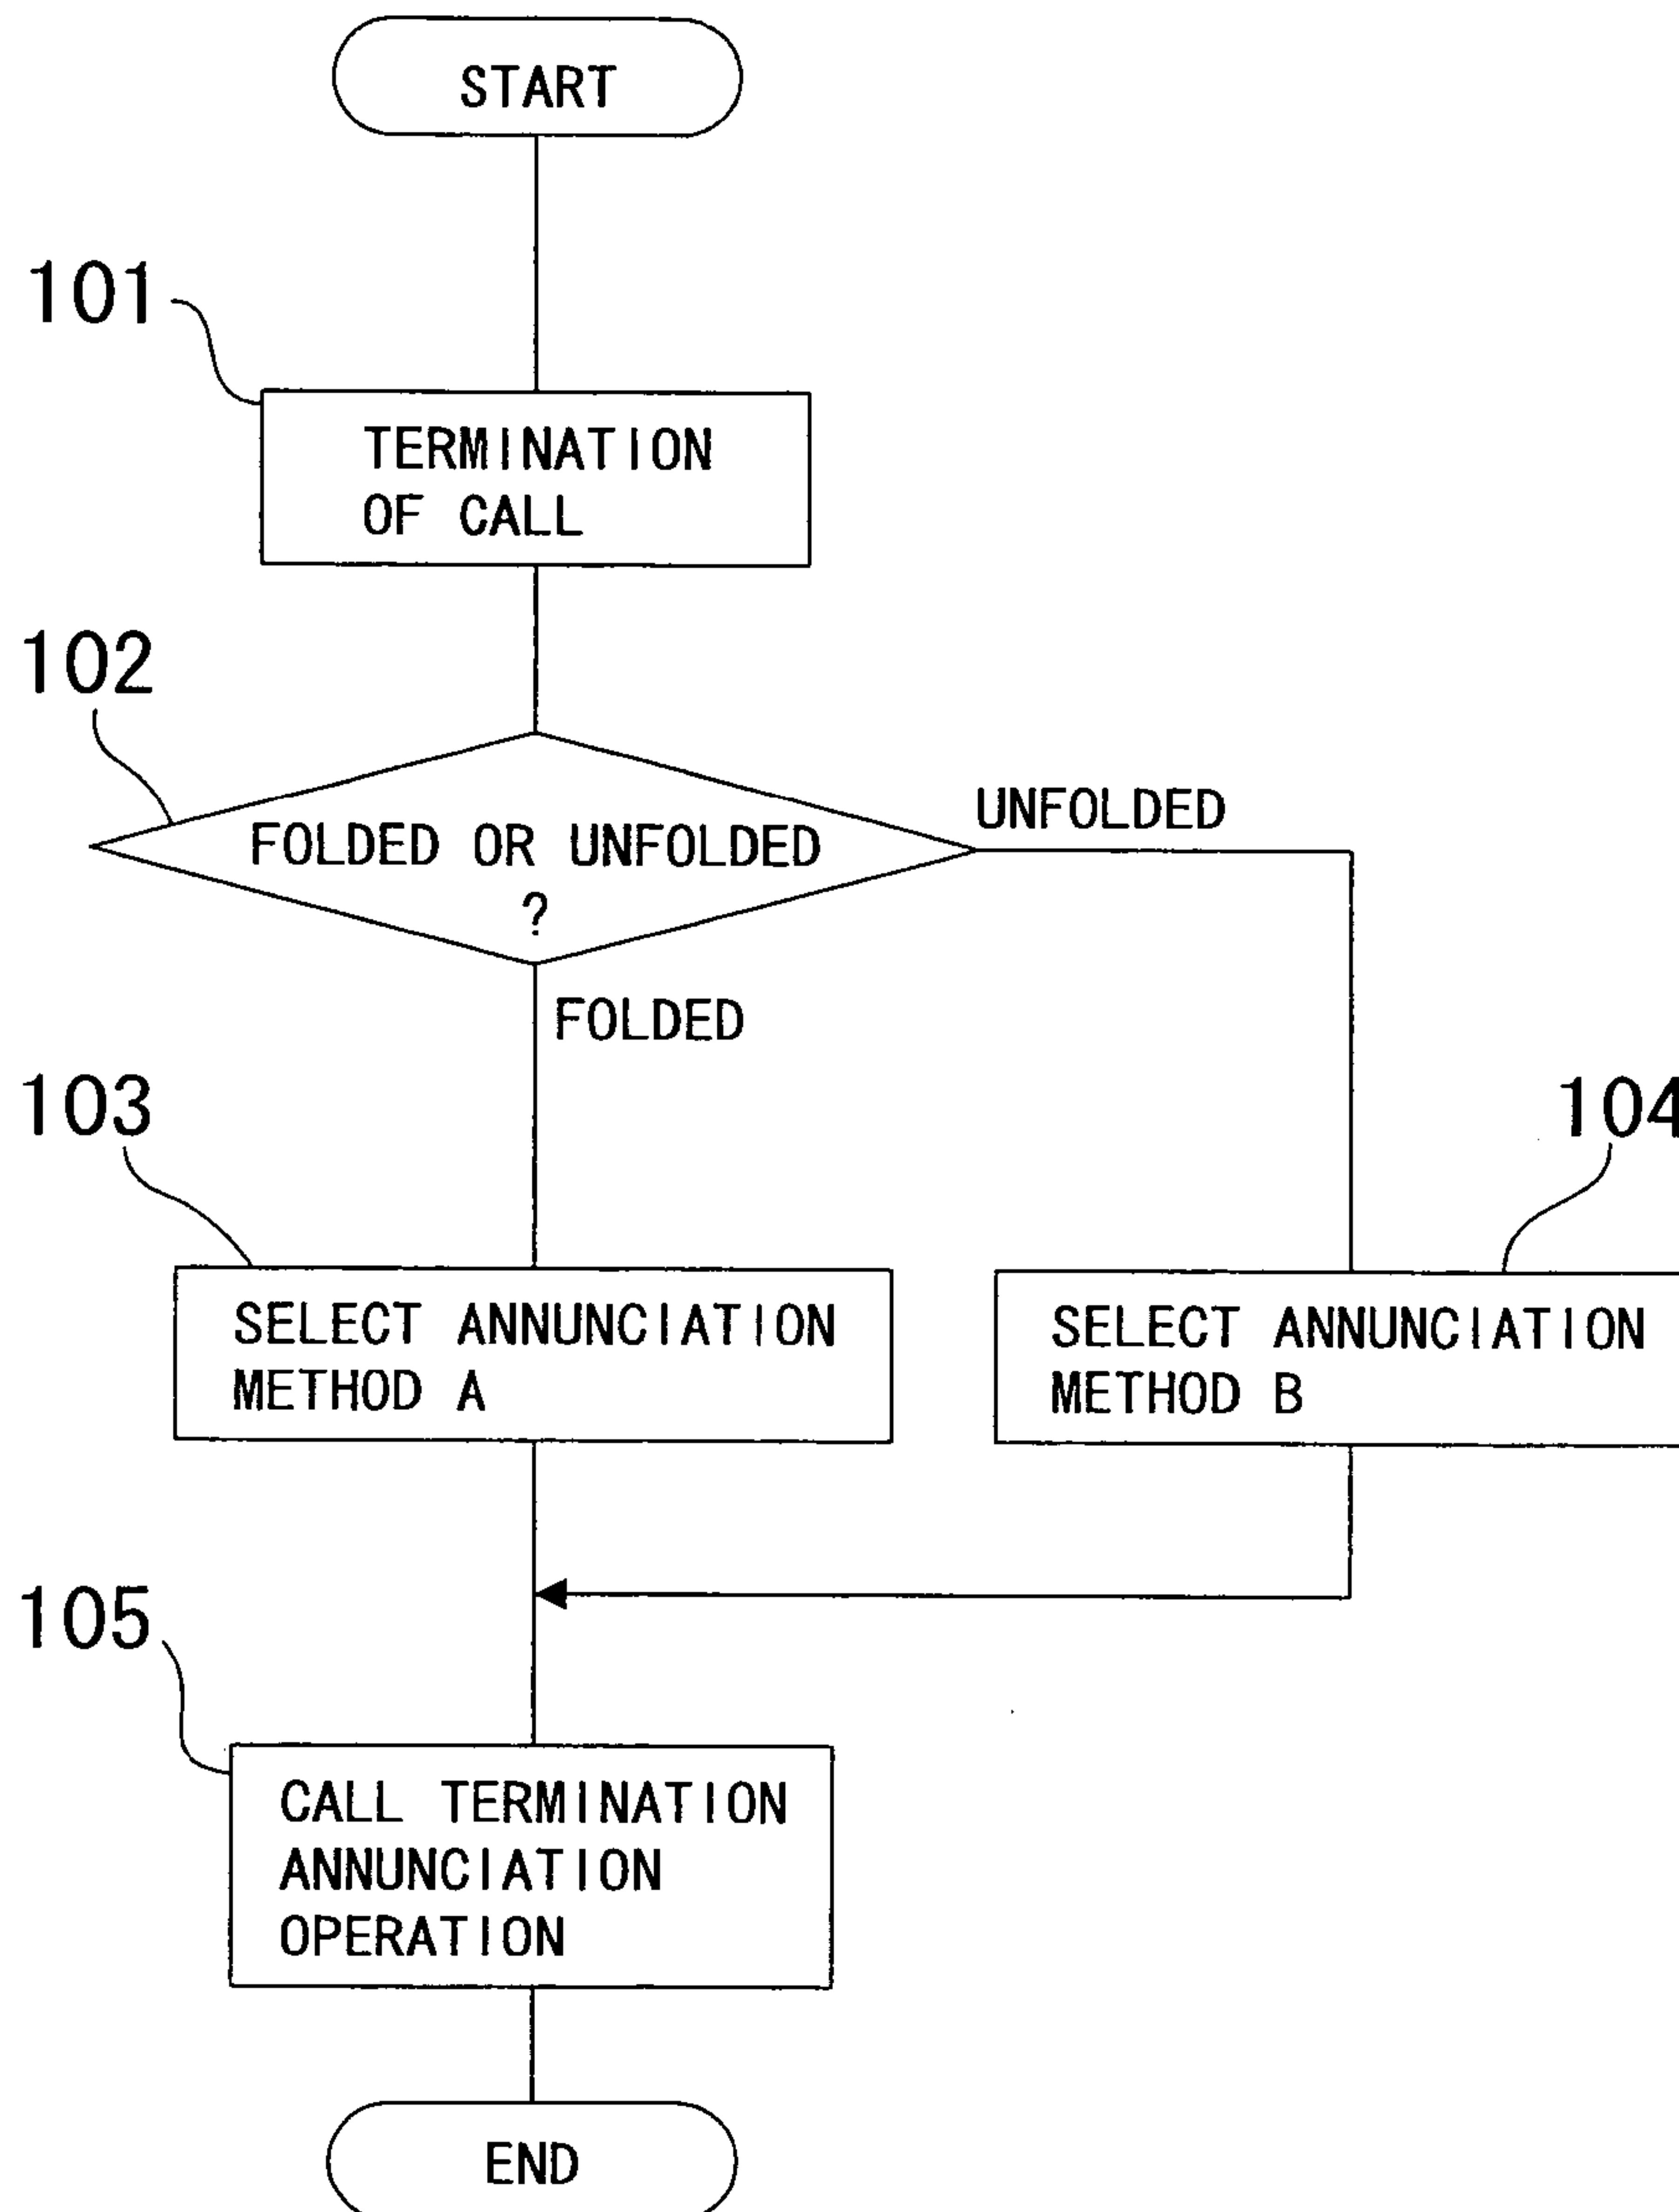 START
101
TERMINATION
OF CALL
102
UNFOLDED
FOLDED OR UNFOLDED
?
FOLDED
103
104
SELECT ANNUNCIATION
METHOD A
SELECT ANNUNCIATION
METHOD B
105
CALL TERMINATION
ANNUNCIATION
OPERATION
END